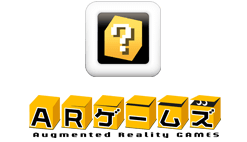 ?
ARゲームズ
Augmented Reality GAMES